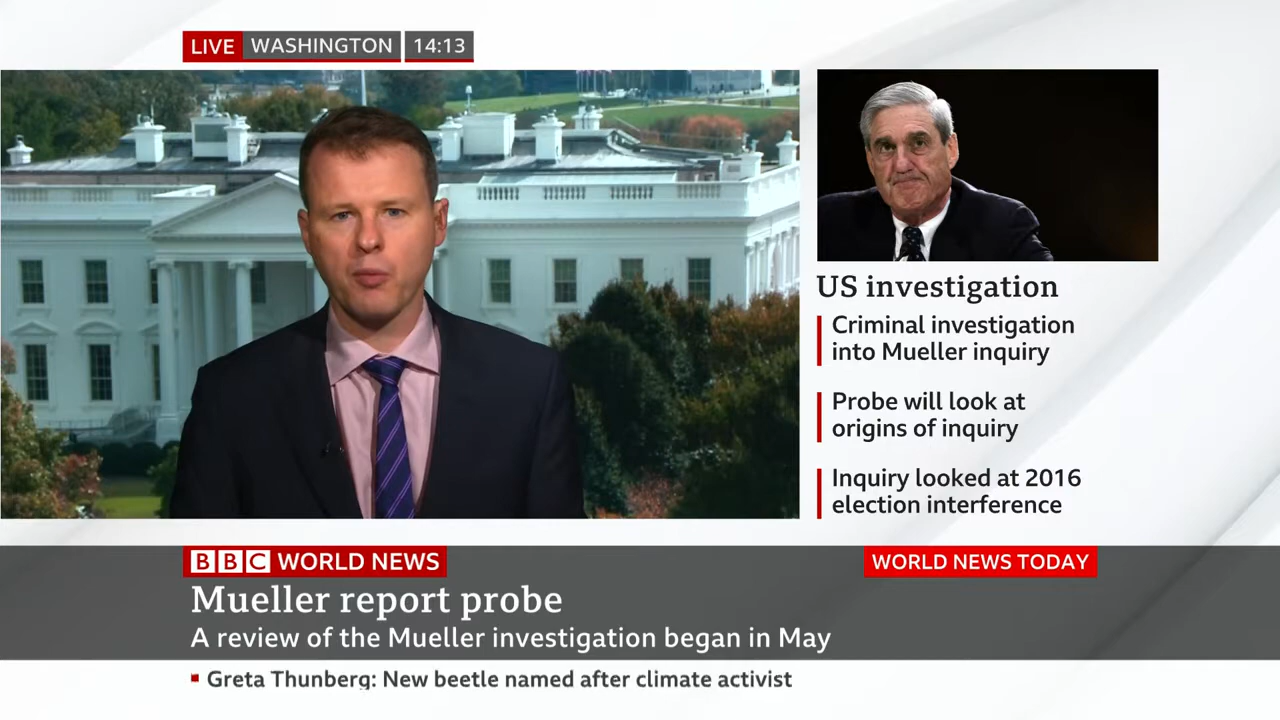 LIVE WASHINGTON 14:13
US investigation
Criminal investigation
into Mueller inquiry
Probe will look at
origins of inquiry
Inquiry looked at 2016
election interference
BBC WORLD NEWS
WORLD NEWS TODAY
Mueller report probe
A review of the Mueller investigation began in May
Greta Thunberg: New beetle named after climate activist